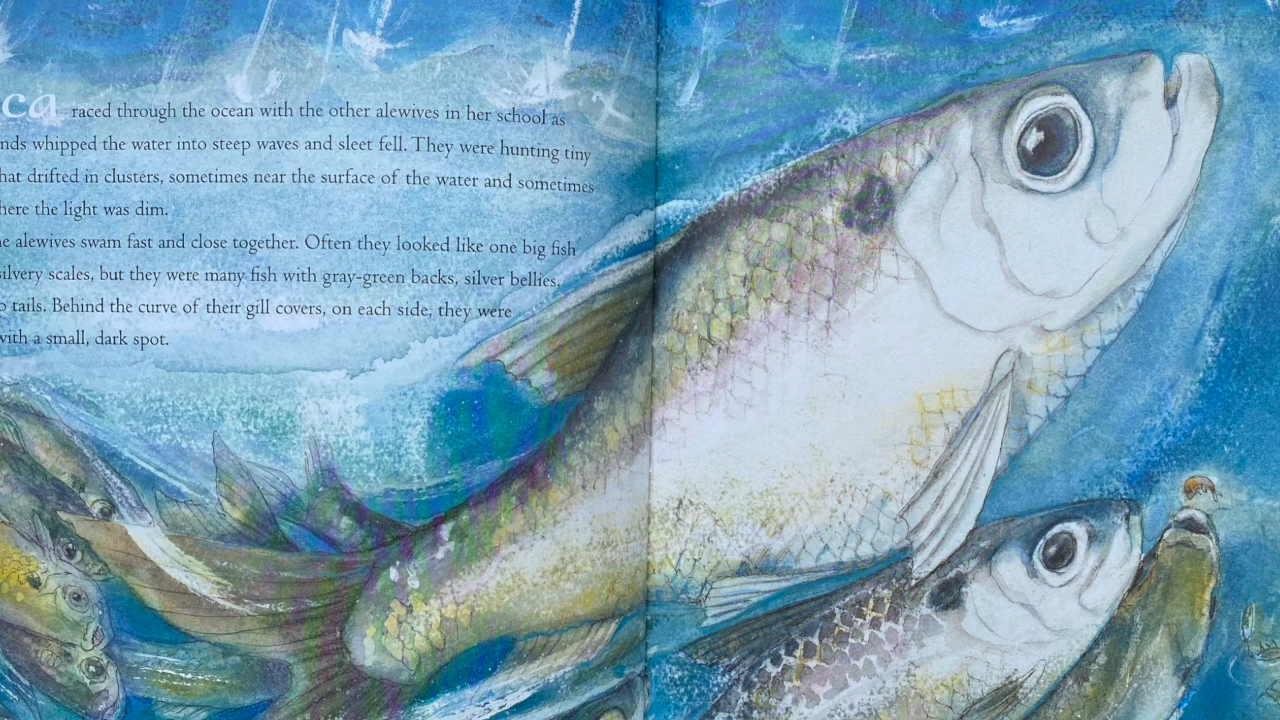 ca raced through the ocean with the other alewives in her school as
nds whipped the water into steep waves and sleet fell. They were hunting tiny
hat drifted in clusters, sometimes near the surface of the water and sometimes
here the light was dim.
e alewives swam fast and close together. Often they looked like one big fish
silvery scales, but they were many fish with gray-green backs, silver bellies,
o tails. Behind the curve of their gill covers, on each side, they were
with a small, dark spot.